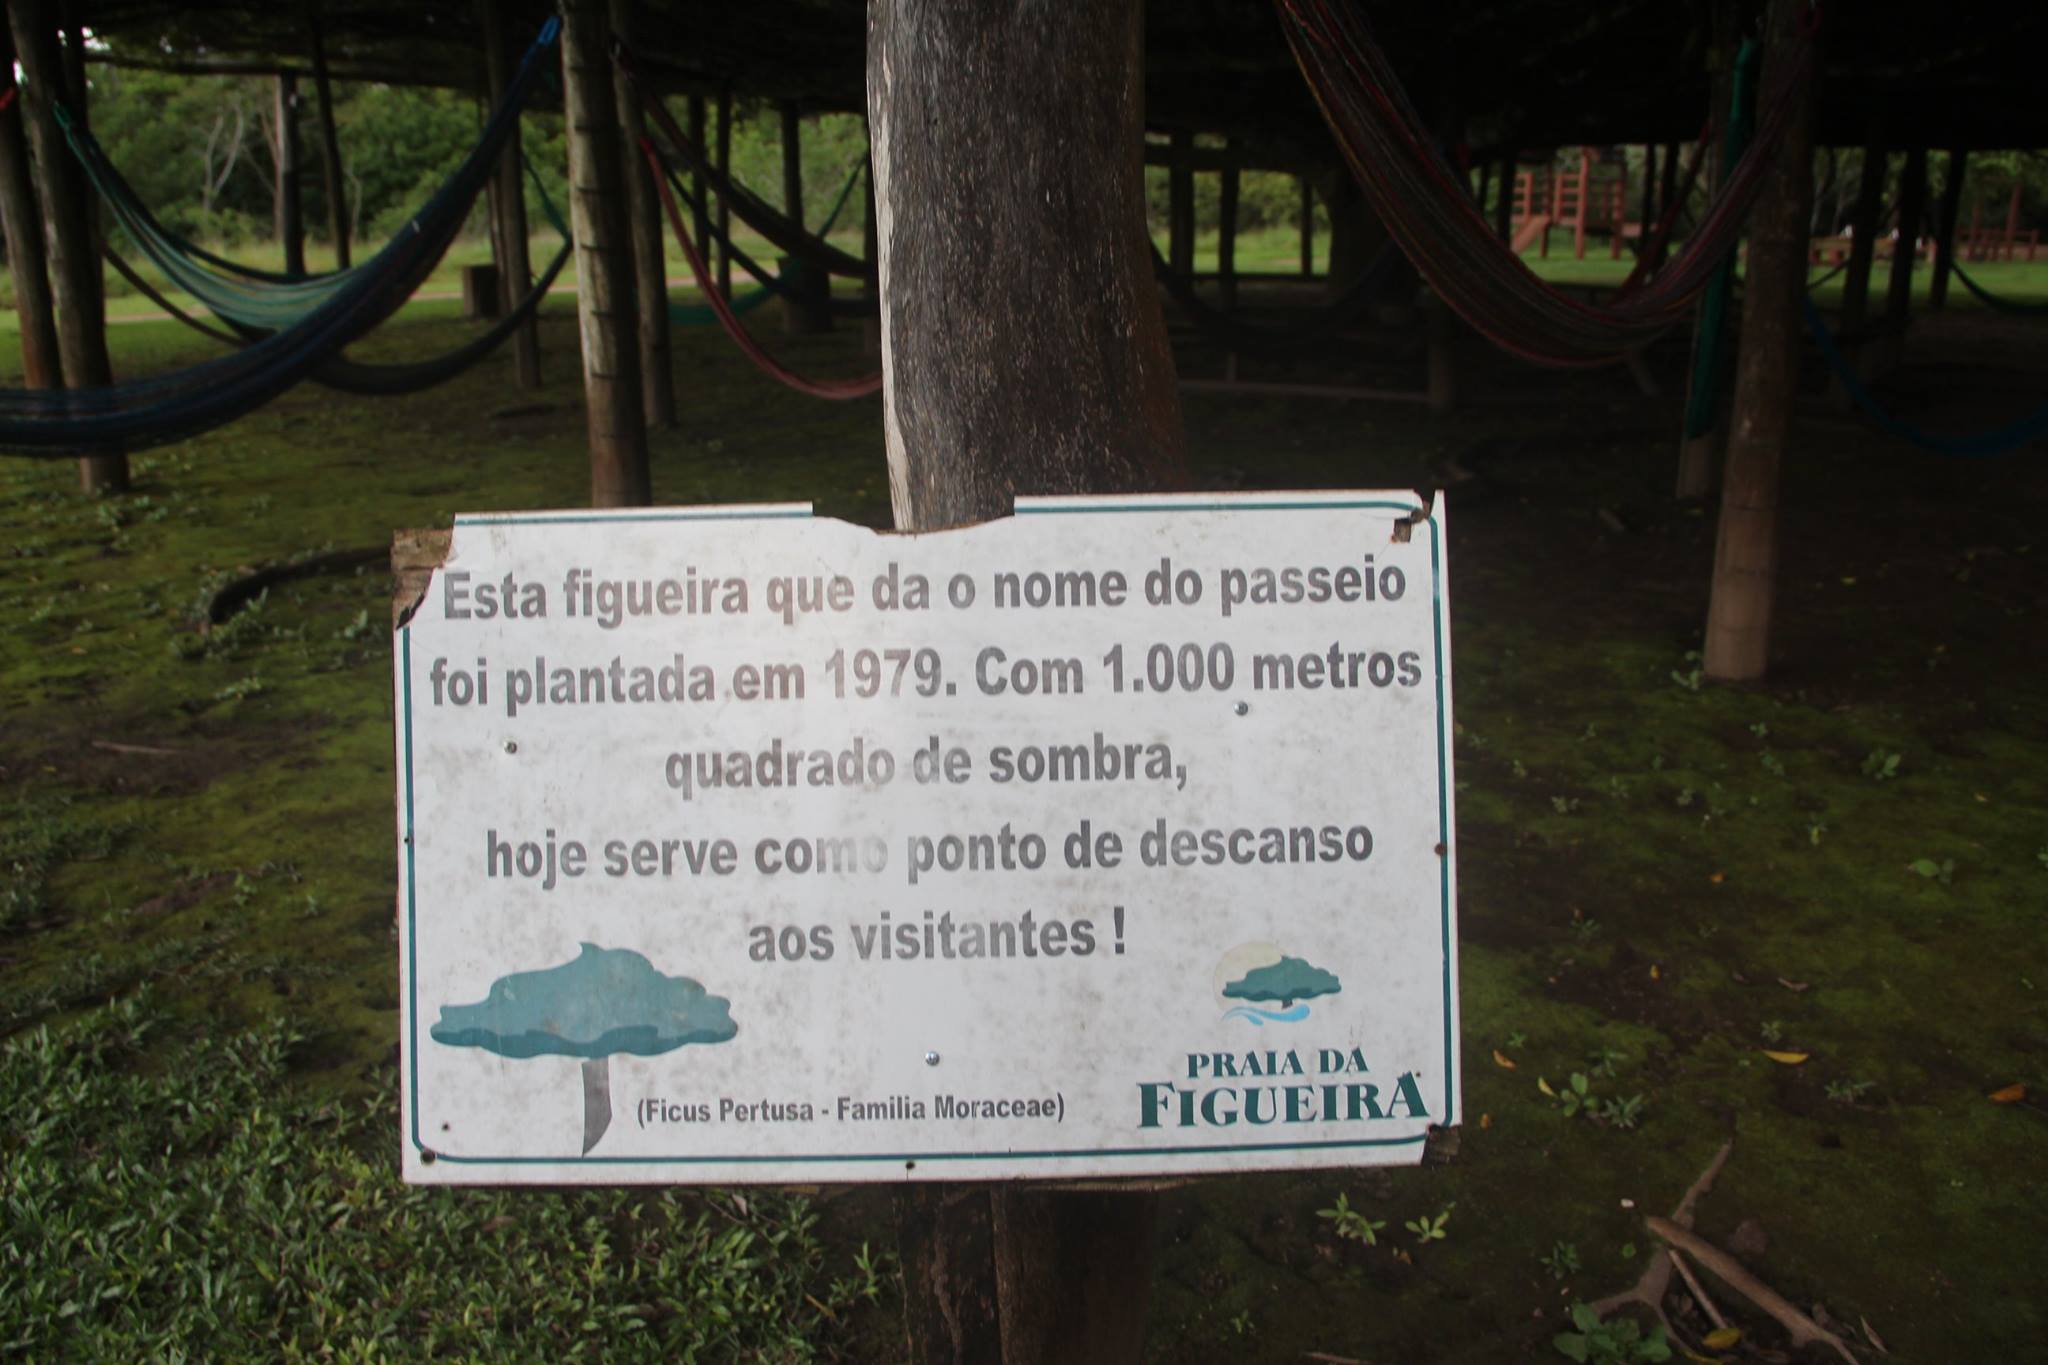 Esta figueira que da o nome do passeio
foi plantada em 1979. Com 1.000 metros
quadrado de sombra,
hoje serve como ponto de descanso
aos visitantes !
(Ficus Pertusa - Familia Moraceae)
PRAIA DA
FIGUEIRA